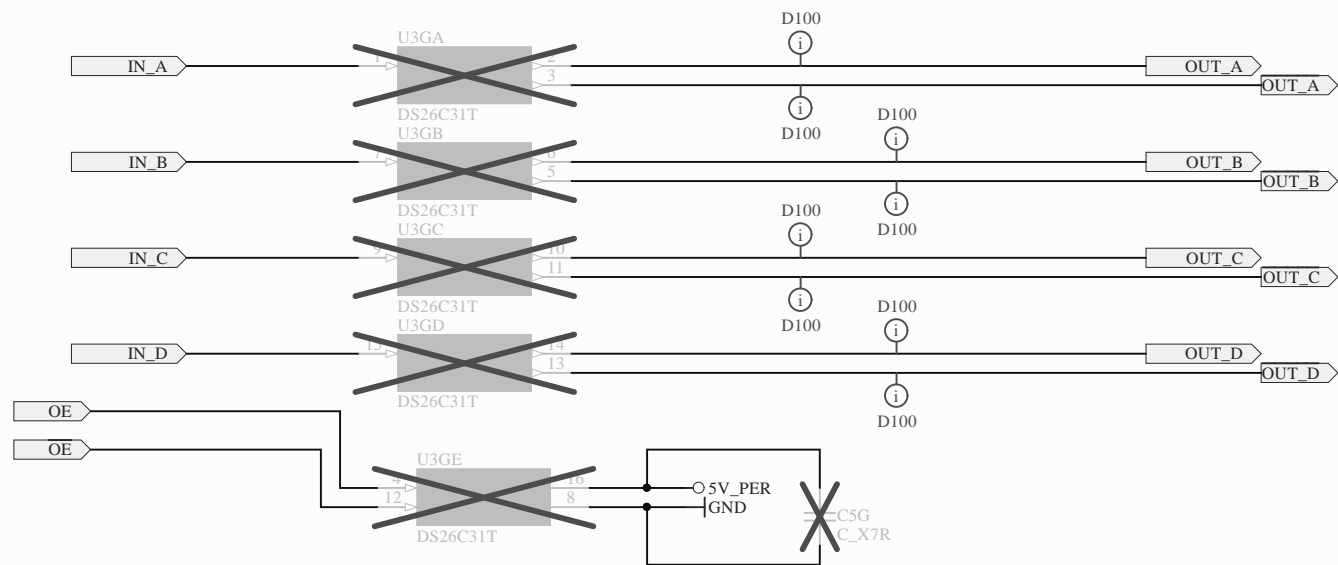 D100
U3GA
IN_A
1
2
OUT_A
3
OUT_A
DS26C31T
D100
U3GB
D100
IN_B
7
6
OUT_B
5
OUT_B
DS26C31T
D100
U3GC
D100
IN_C
9
10
OUT_C
11
OUT_C
DS26C31T
D100
U3GD
D100
IN_D
15
14
OUT_D
13
OUT_D
DS26C31T
D100
OE
OE
U3GE
4
16
5V_PER
12
8
GND
C5G
C_X7R
DS26C31T
i
i
i
i
i
i
i
i